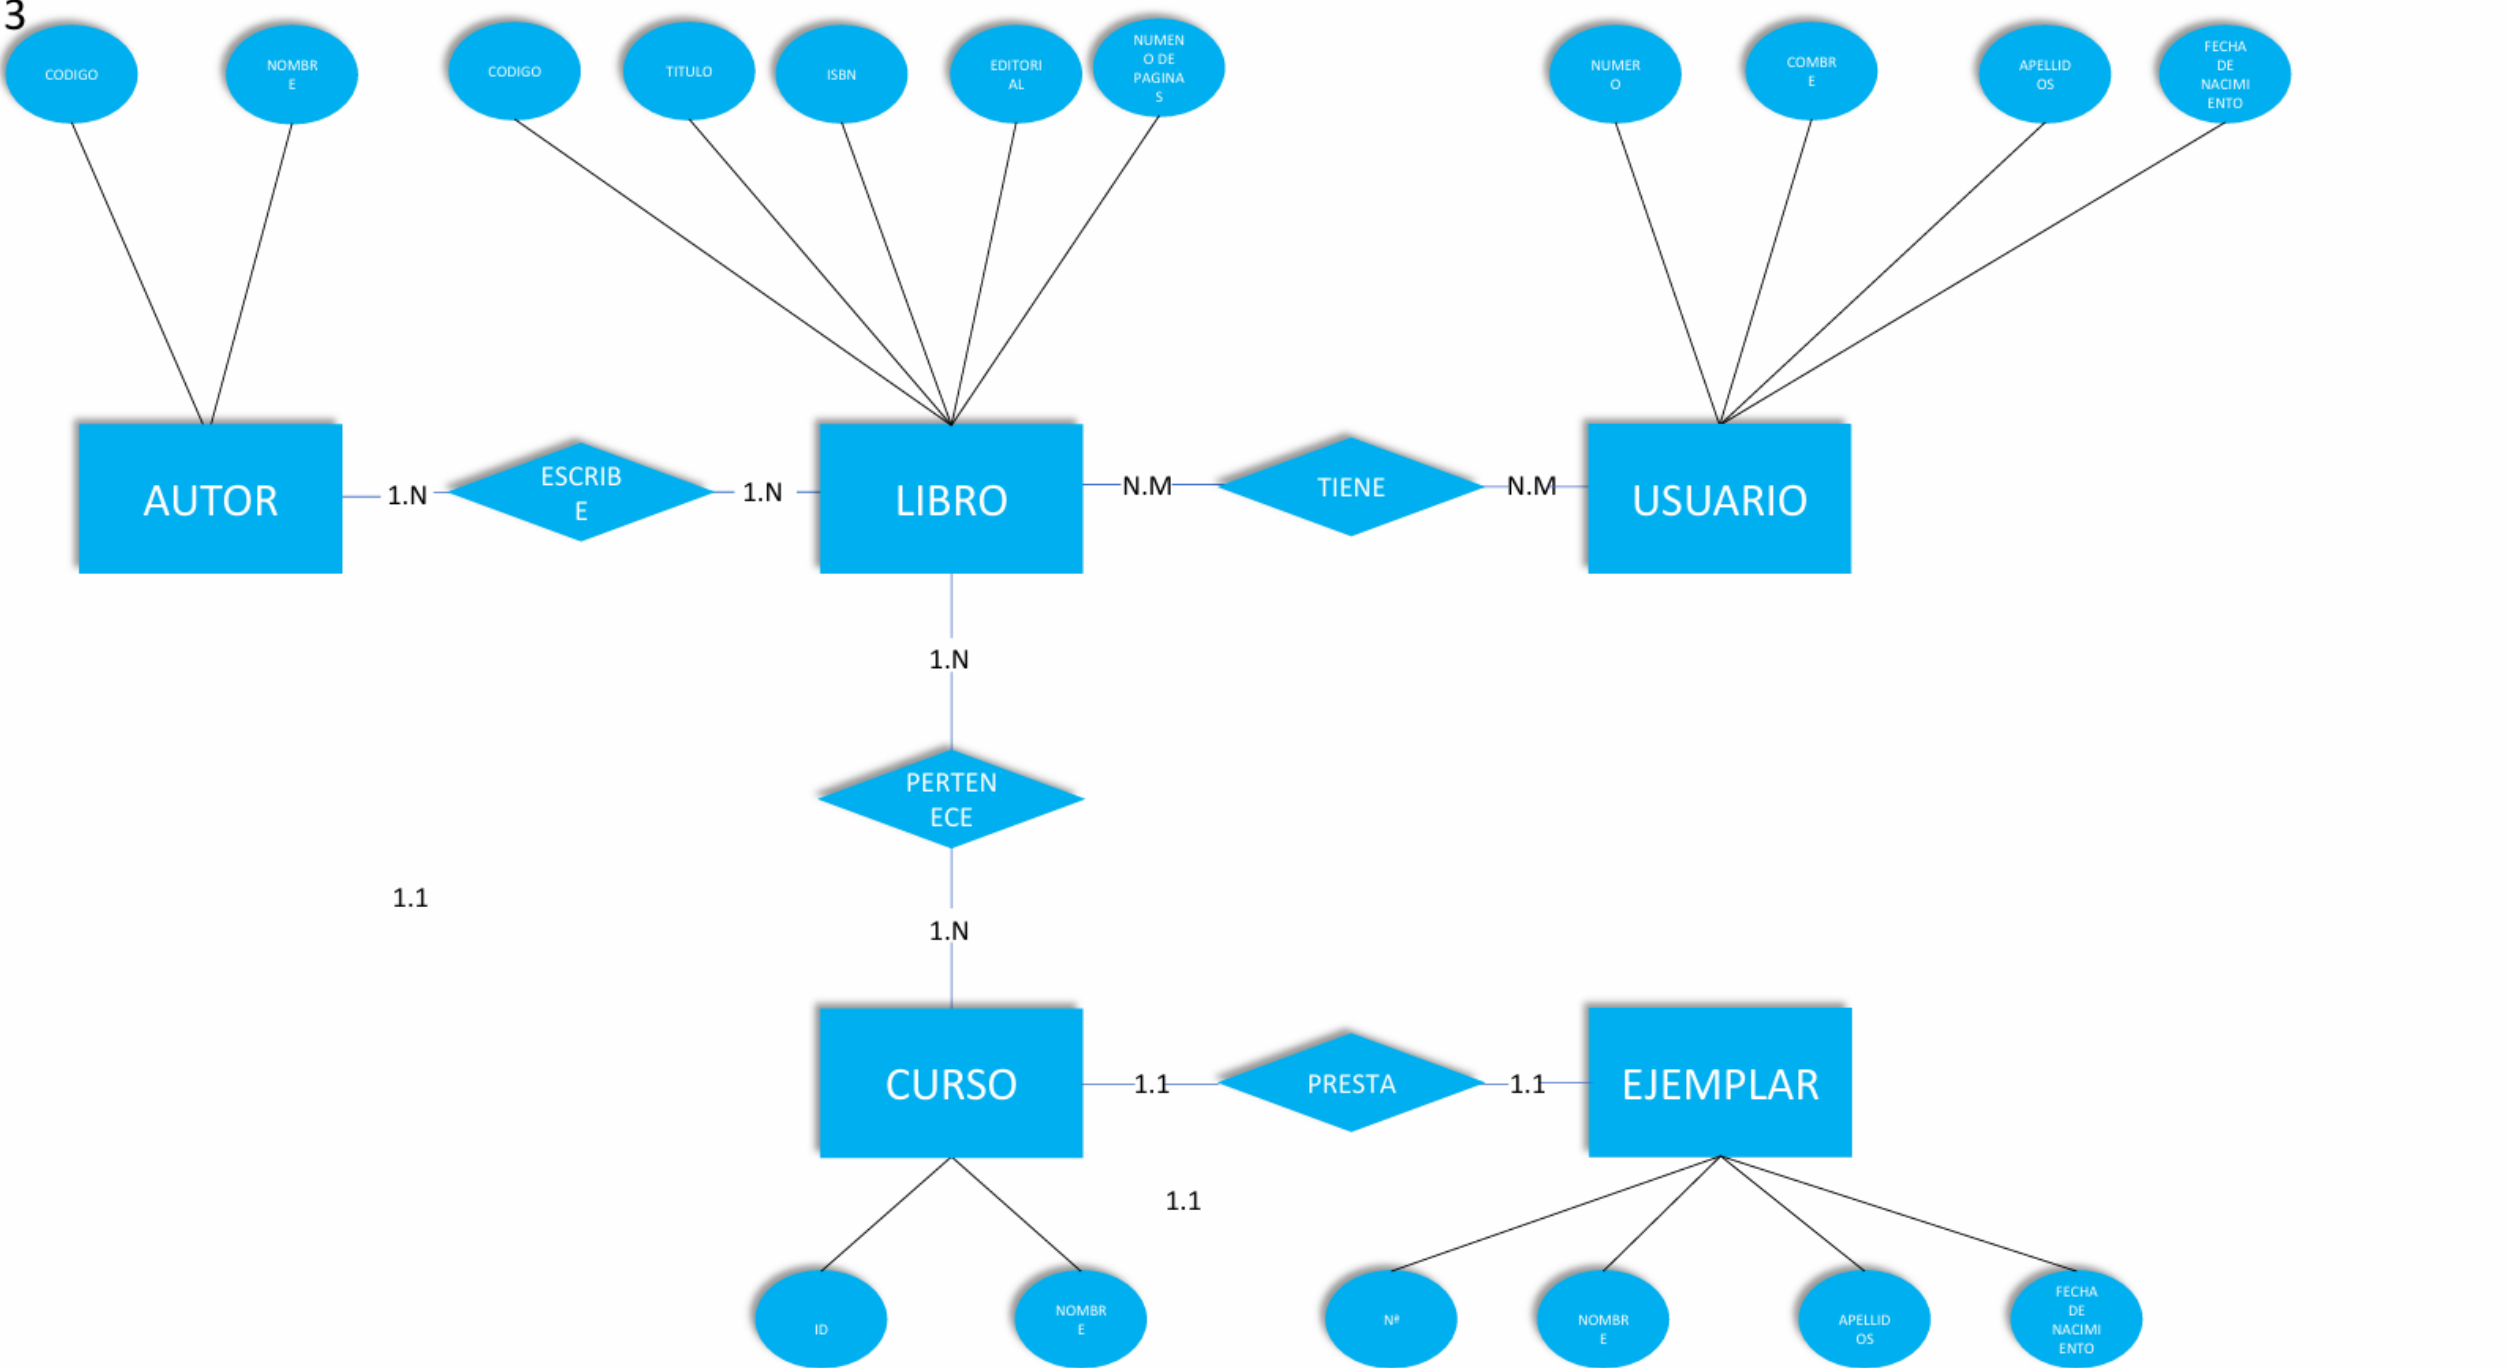 3
CODIGO
NOMBR
E
CODIGO
TITULO
ISBN
EDITORI
AL
NUMEN
O DE
PAGINA
S
NUMER
O
COMBR
E
APELLID
OS
FECHA
DE
NACIMI
ENTO
AUTOR
1.N
ESCRIB
E
1.N
LIBRO
N.M
TIENE
N.M
USUARIO
1.N
PERTEN
ECE
1.1
1.N
CURSO
1.1
PRESTA
1.1
EJEMPLAR
1.1
ID
NOMBR
E
Nº
NOMBR
E
APELLID
OS
FECHA
DE
NACIMI
ENTO